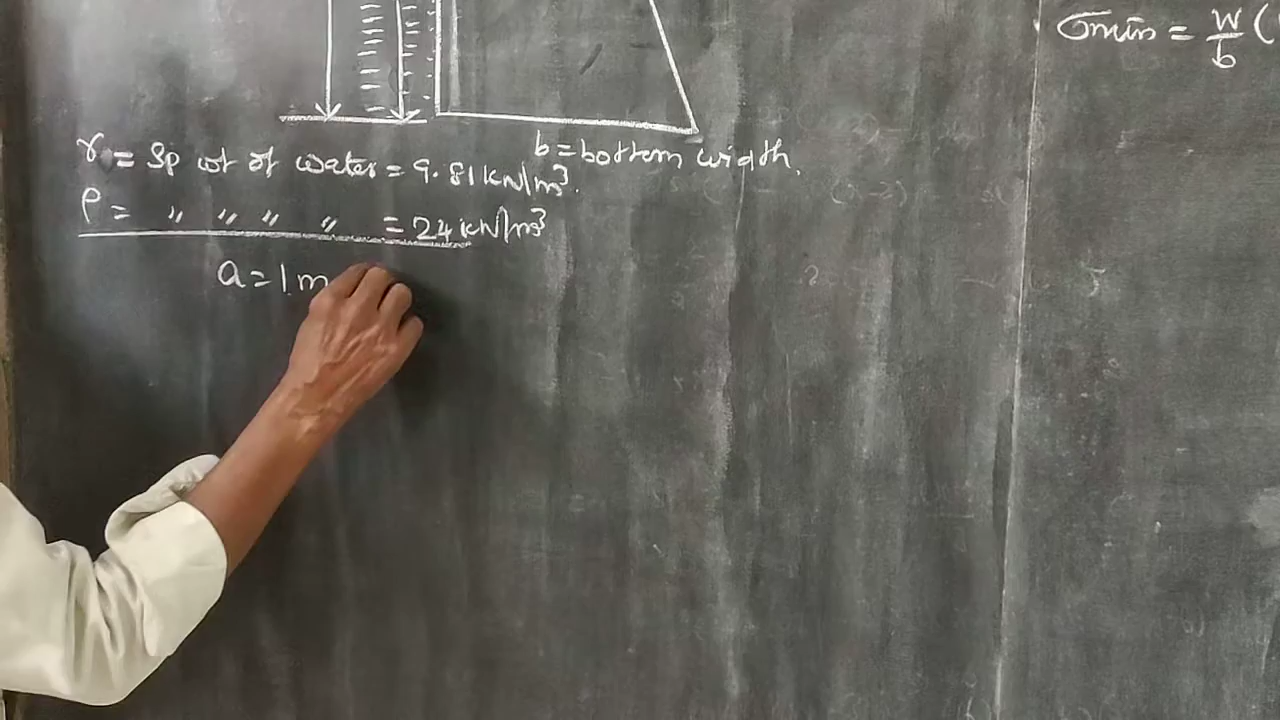 σmin = W/b (
b = bottom width.
γ = Sp wt of water = 9.81 kN/m³.
ρ = " " " " = 24 kN/m³
a = 1 m